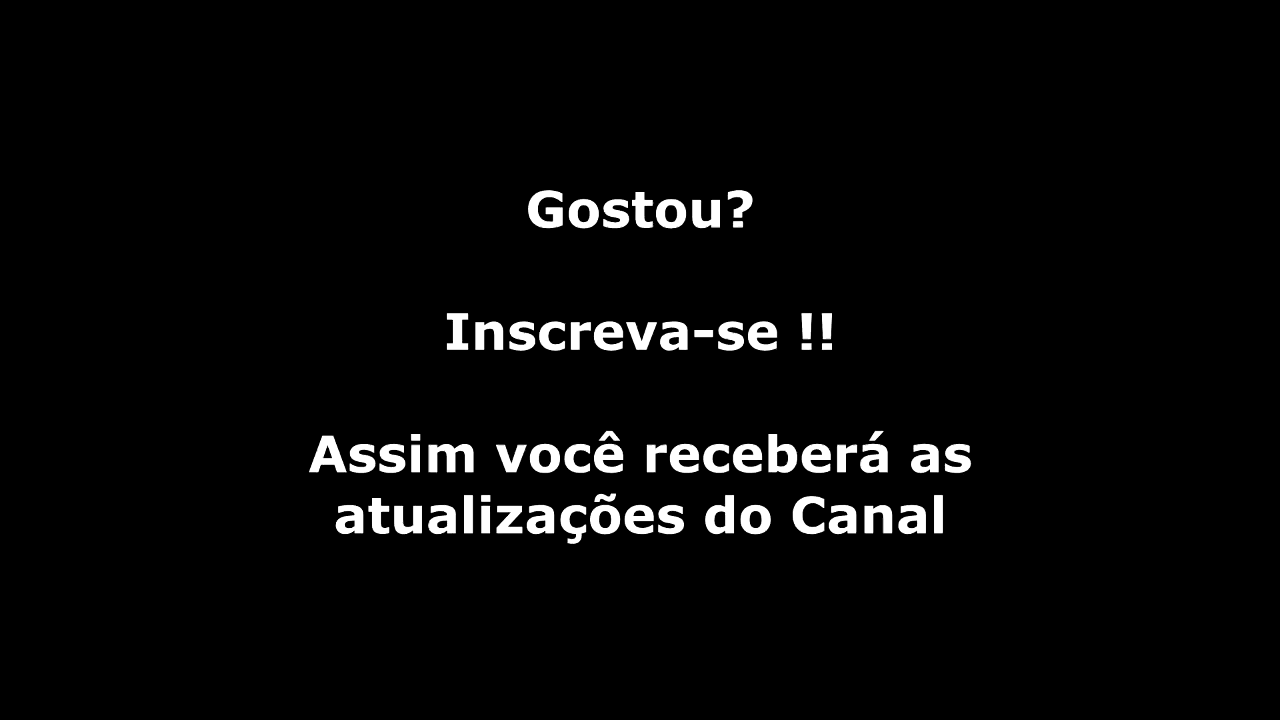 Gostou?
Inscreva-se !!
Assim você receberá as
atualizações do Canal